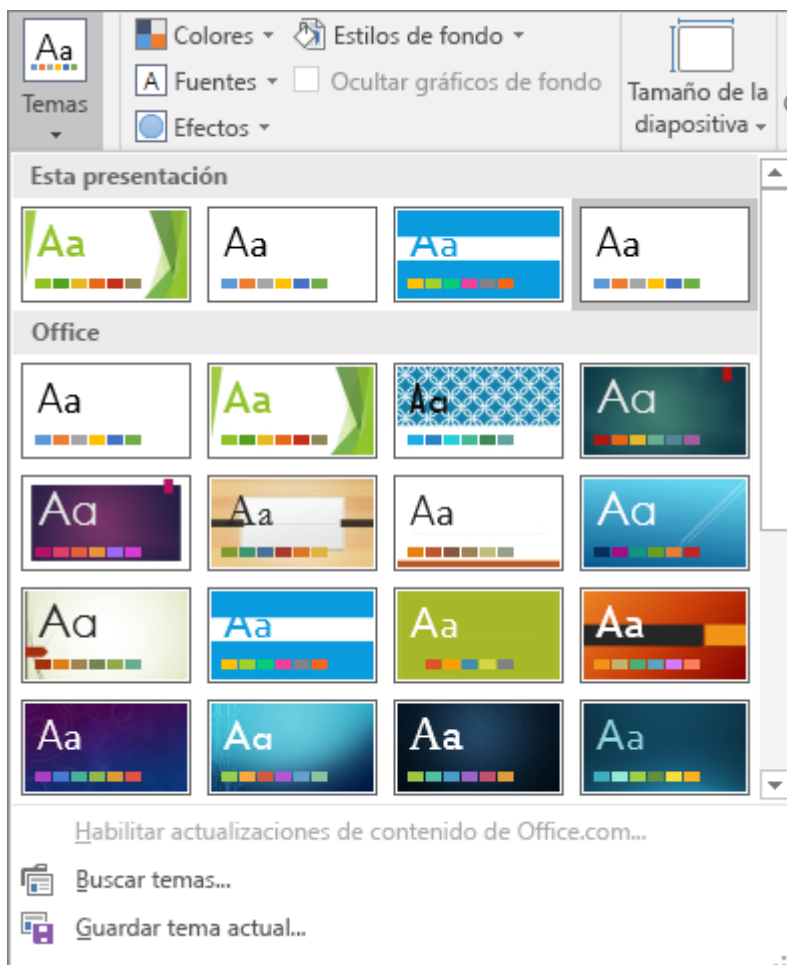 Aa
Temas
Colores
Fuentes
Efectos
Estilos de fondo
Ocultar gráficos de fondo
Tamaño de la
diapositiva
Esta presentación
Aa Aa Aa Aa
Office
Aa Aa Aa Aa
Aa Aa Aa Aa
Aa Aa Aa Aa
Aa Aa Aa Aa
Habilitar actualizaciones de contenido de Office.com...
Buscar temas...
Guardar tema actual...